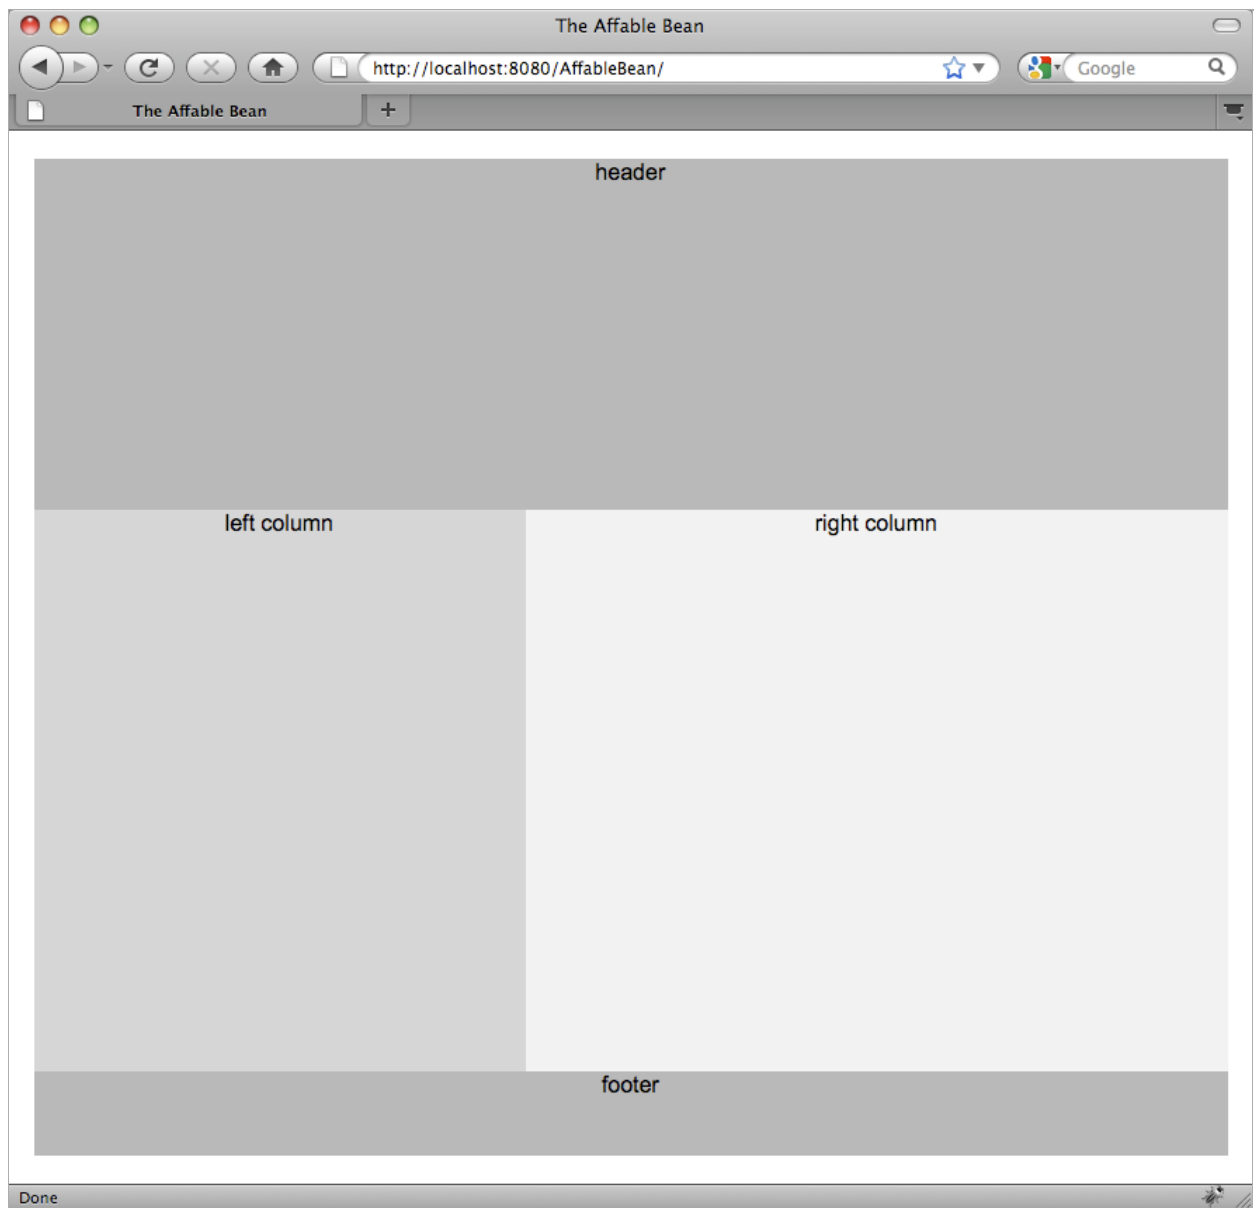 The Affable Bean
http://localhost:8080/AffableBean/
Google
The Affable Bean
header
left column
right column
footer
Done